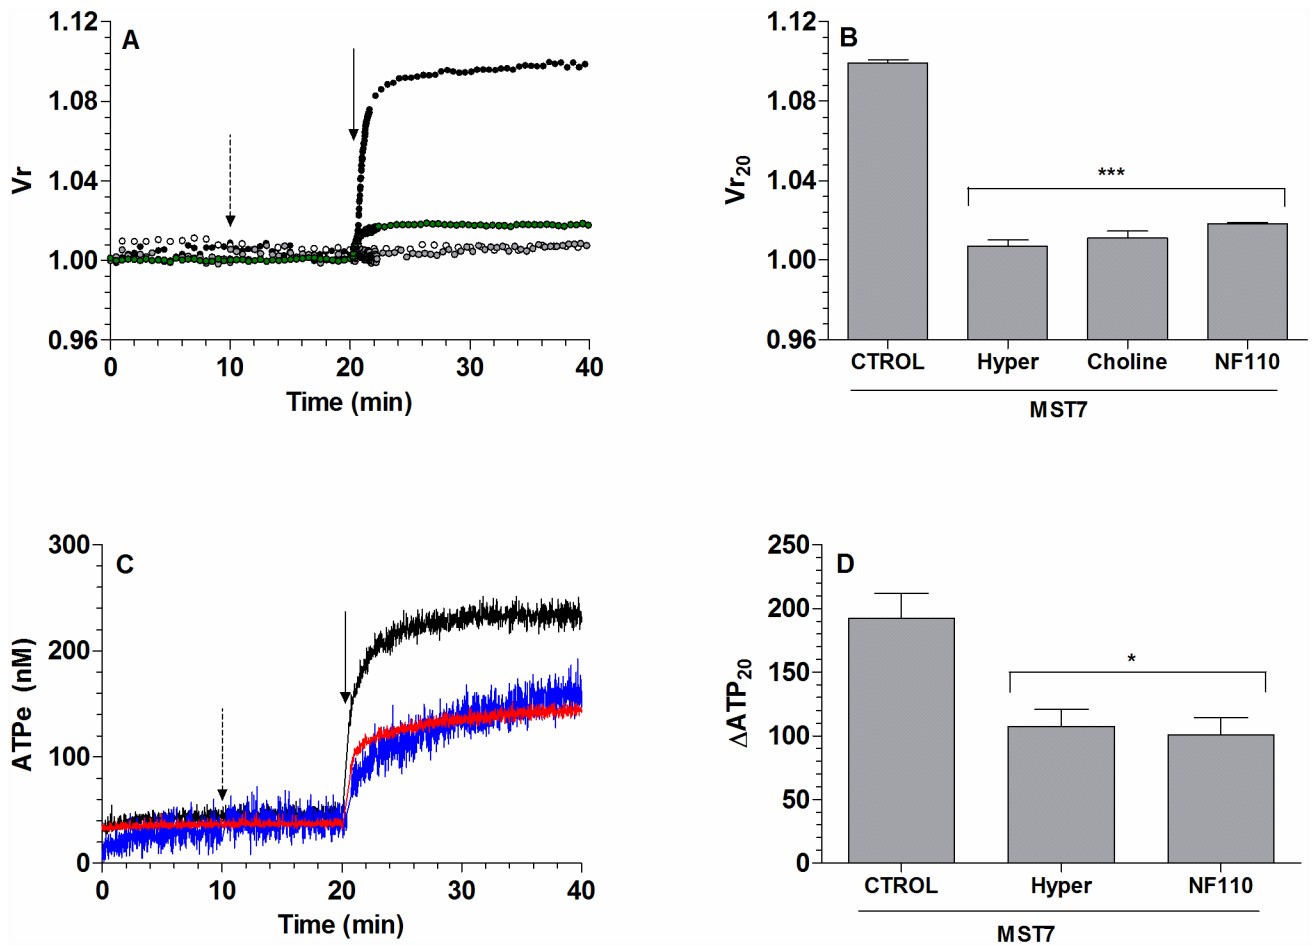 A
1.12
1.08
1.04
1.00
0.96
Vr
0 10 20 30 40
Time (min)
B
1.12
1.08
1.04
1.00
0.96
Vr20
***
CTROL Hyper Choline NF110
MST7
C
300
200
100
0
ATPe (nM)
0 10 20 30 40
Time (min)
D
250
200
150
100
50
0
ΔATP20
*
CTROL Hyper NF110
MST7